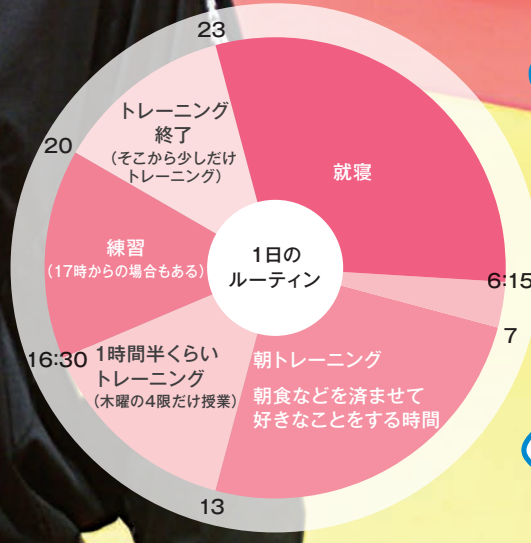 23
トレーニング
終了
(そこから少しだけ
トレーニング)
20
就寝
練習
(17時からの場合もある)
1日の
ルーティン
6:15
7
16:30
1時間半くらい
トレーニング
(木曜の4限だけ授業)
朝トレーニング
朝食などを済ませて
好きなことをする時間
13